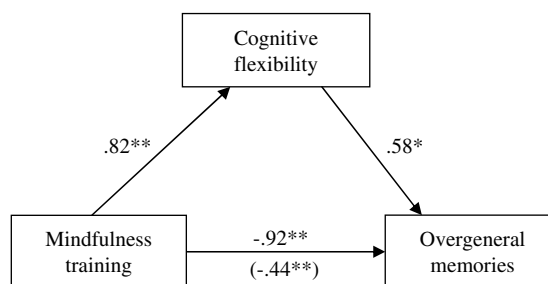 Cognitive
flexibility
.82**
.58*
Mindfulness
training
-.92**
(-.44**)
Overgeneral
memories